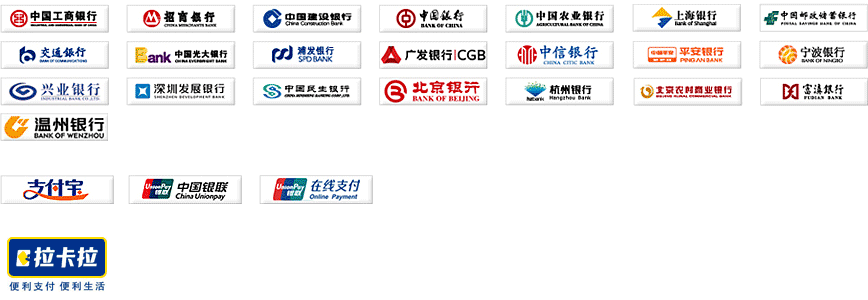 中国工商银行 招商银行 中国建设银行 中国银行 中国农业银行 上海银行 中国邮政储蓄银行
INDUSTRIAL AND COMMERCIAL BANK OF CHINA CHINA MERCHANTS BANK China Construction Bank BANK OF CHINA AGRICULTURAL BANK OF CHINA Bank of Shanghai POSTAL SAVINGS BANK OF CHINA
交通银行 Bank 中国光大银行 浦发银行 广发银行|CGB 中信银行 中国平安 平安银行 宁波银行
BANK OF COMMUNICATIONS CHINA EVERBRIGHT BANK SPD BANK CHINA CITIC BANK PING AN BANK BANK OF NINGBO
兴业银行 深圳发展银行 中国民生银行 北京银行 杭州银行 北京农村商业银行 富滇银行
INDUSTRIAL BANK CO.,LTD. SHENZHEN DEVELOPMENT BANK CHINA MINSHENG BANKING CORP.,LTD. BANK OF BEIJING hzbank Hangzhou Bank BEIJING RURAL COMMERCIAL BANK FUDIAN BANK
温州银行
BANK OF WENZHOU
支付宝 UnionPay 银联 中国银联 UnionPay 银联 在线支付
China Unionpay Online Payment
拉卡拉
便利支付 便利生活